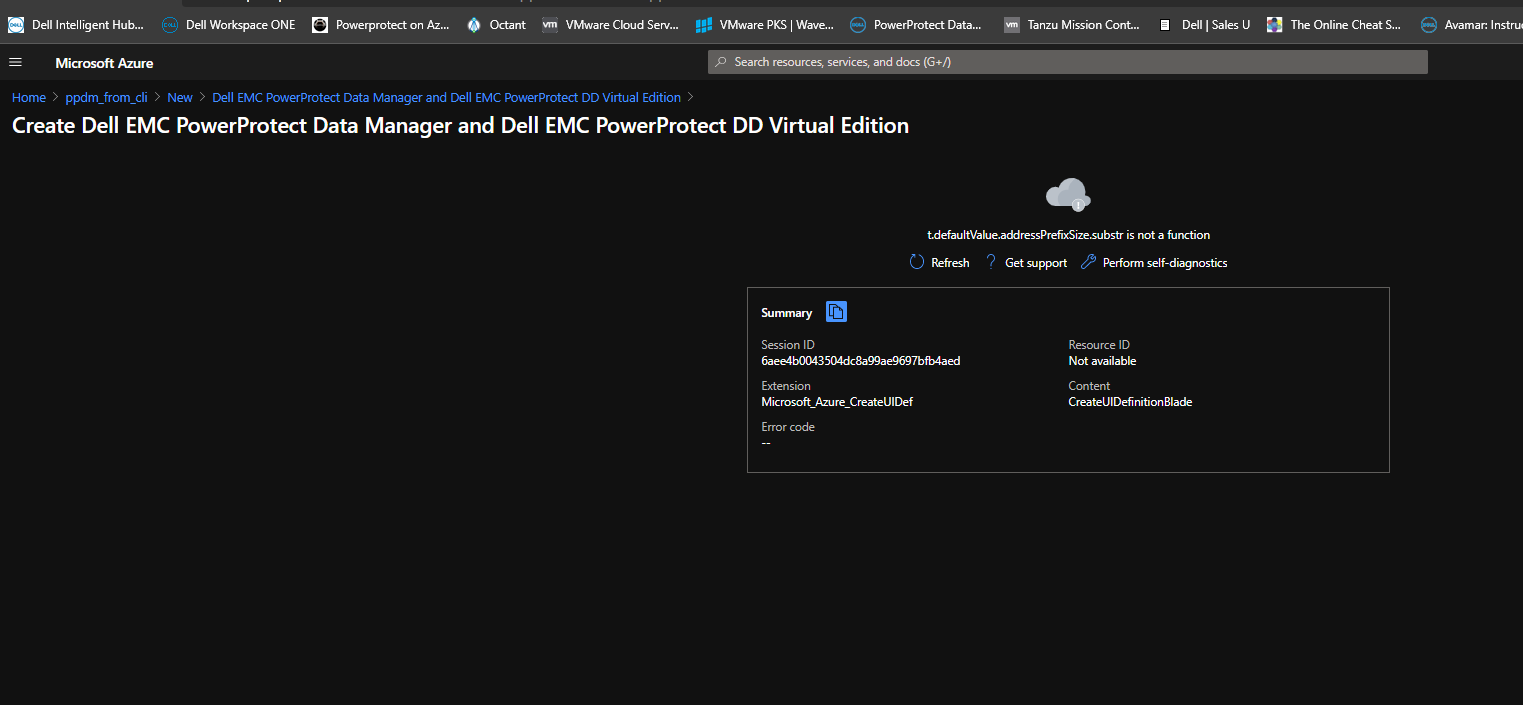 Dell Intelligent Hub... Dell Workspace ONE Powerprotect on Az... Octant vm VMware Cloud Serv... VMware PKS | Wave... PowerProtect Data... vm Tanzu Mission Cont... Dell | Sales U The Online Cheat S... Avamar: Instruc
Microsoft Azure Search resources, services, and docs (G+/)
Home > ppdm_from_cli > New > Dell EMC PowerProtect Data Manager and Dell EMC PowerProtect DD Virtual Edition >
Create Dell EMC PowerProtect Data Manager and Dell EMC PowerProtect DD Virtual Edition
t.defaultValue.addressPrefixSize.substr is not a function
Refresh ? Get support Perform self-diagnostics
Summary
Session ID Resource ID
6aee4b0043504dc8a99ae9697bfb4aed Not available
Extension Content
Microsoft_Azure_CreateUIDef CreateUIDefinitionBlade
Error code
--